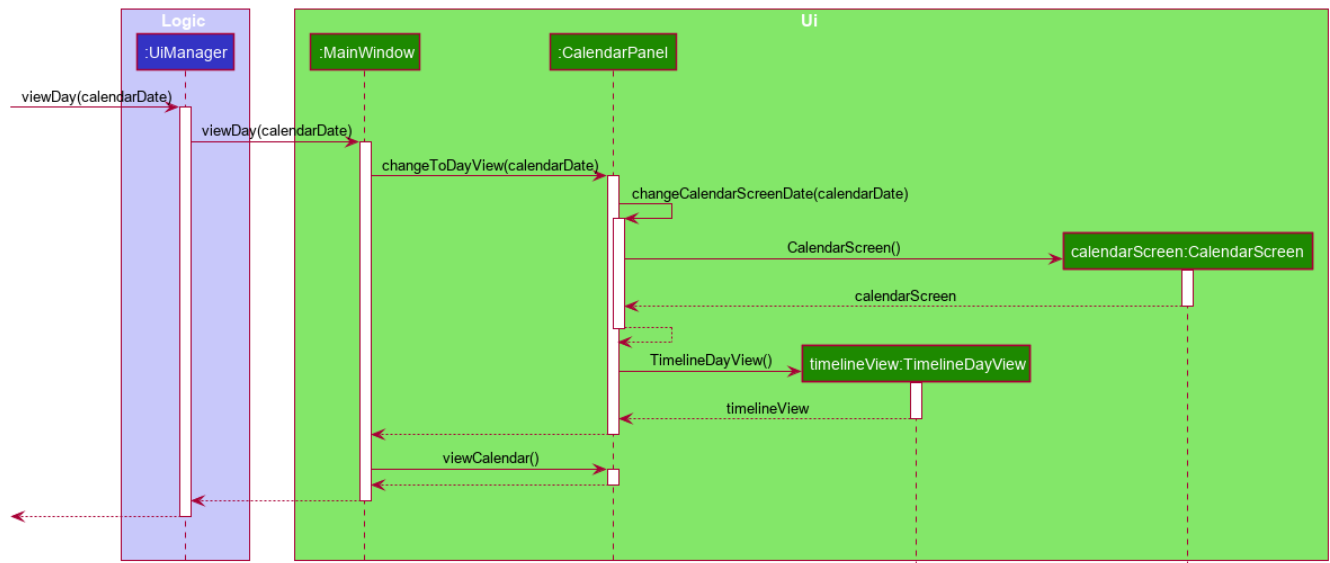 Logic
Ui
:UiManager
:MainWindow
:CalendarPanel
viewDay(calendarDate)
viewDay(calendarDate)
changeToDayView(calendarDate)
changeCalendarScreenDate(calendarDate)
CalendarScreen()
calendarScreen:CalendarScreen
calendarScreen
TimelineDayView()
timelineView:TimelineDayView
timelineView
viewCalendar()